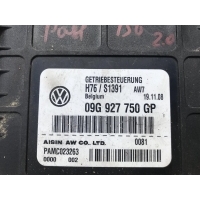 GETRIEBESTEUERUNG
H76 / S1391 AW7
Belgium 19.11.08
09G 927 750 GP
AISIN AW CO., LTD. 0081
PAMC023263
0000 002